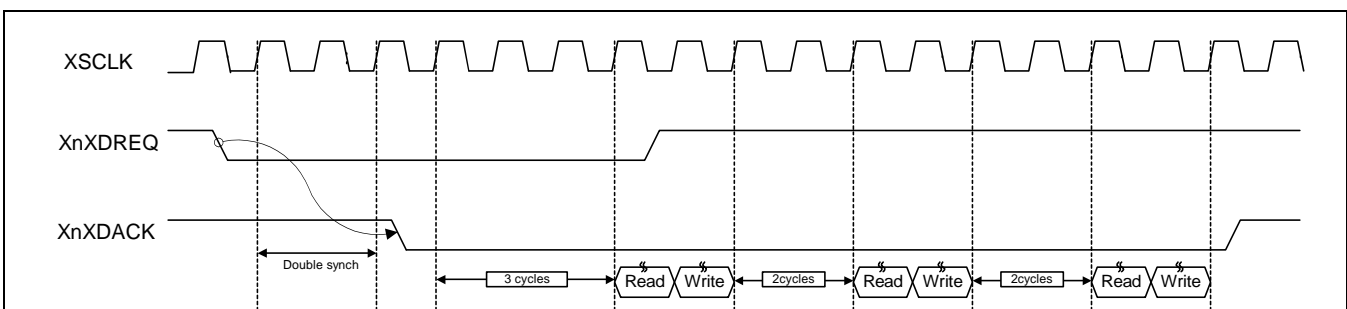 XSCLK
XnXDREQ
XnXDACK
Double synch
3 cycles Read Write 2cycles Read Write 2cycles Read Write